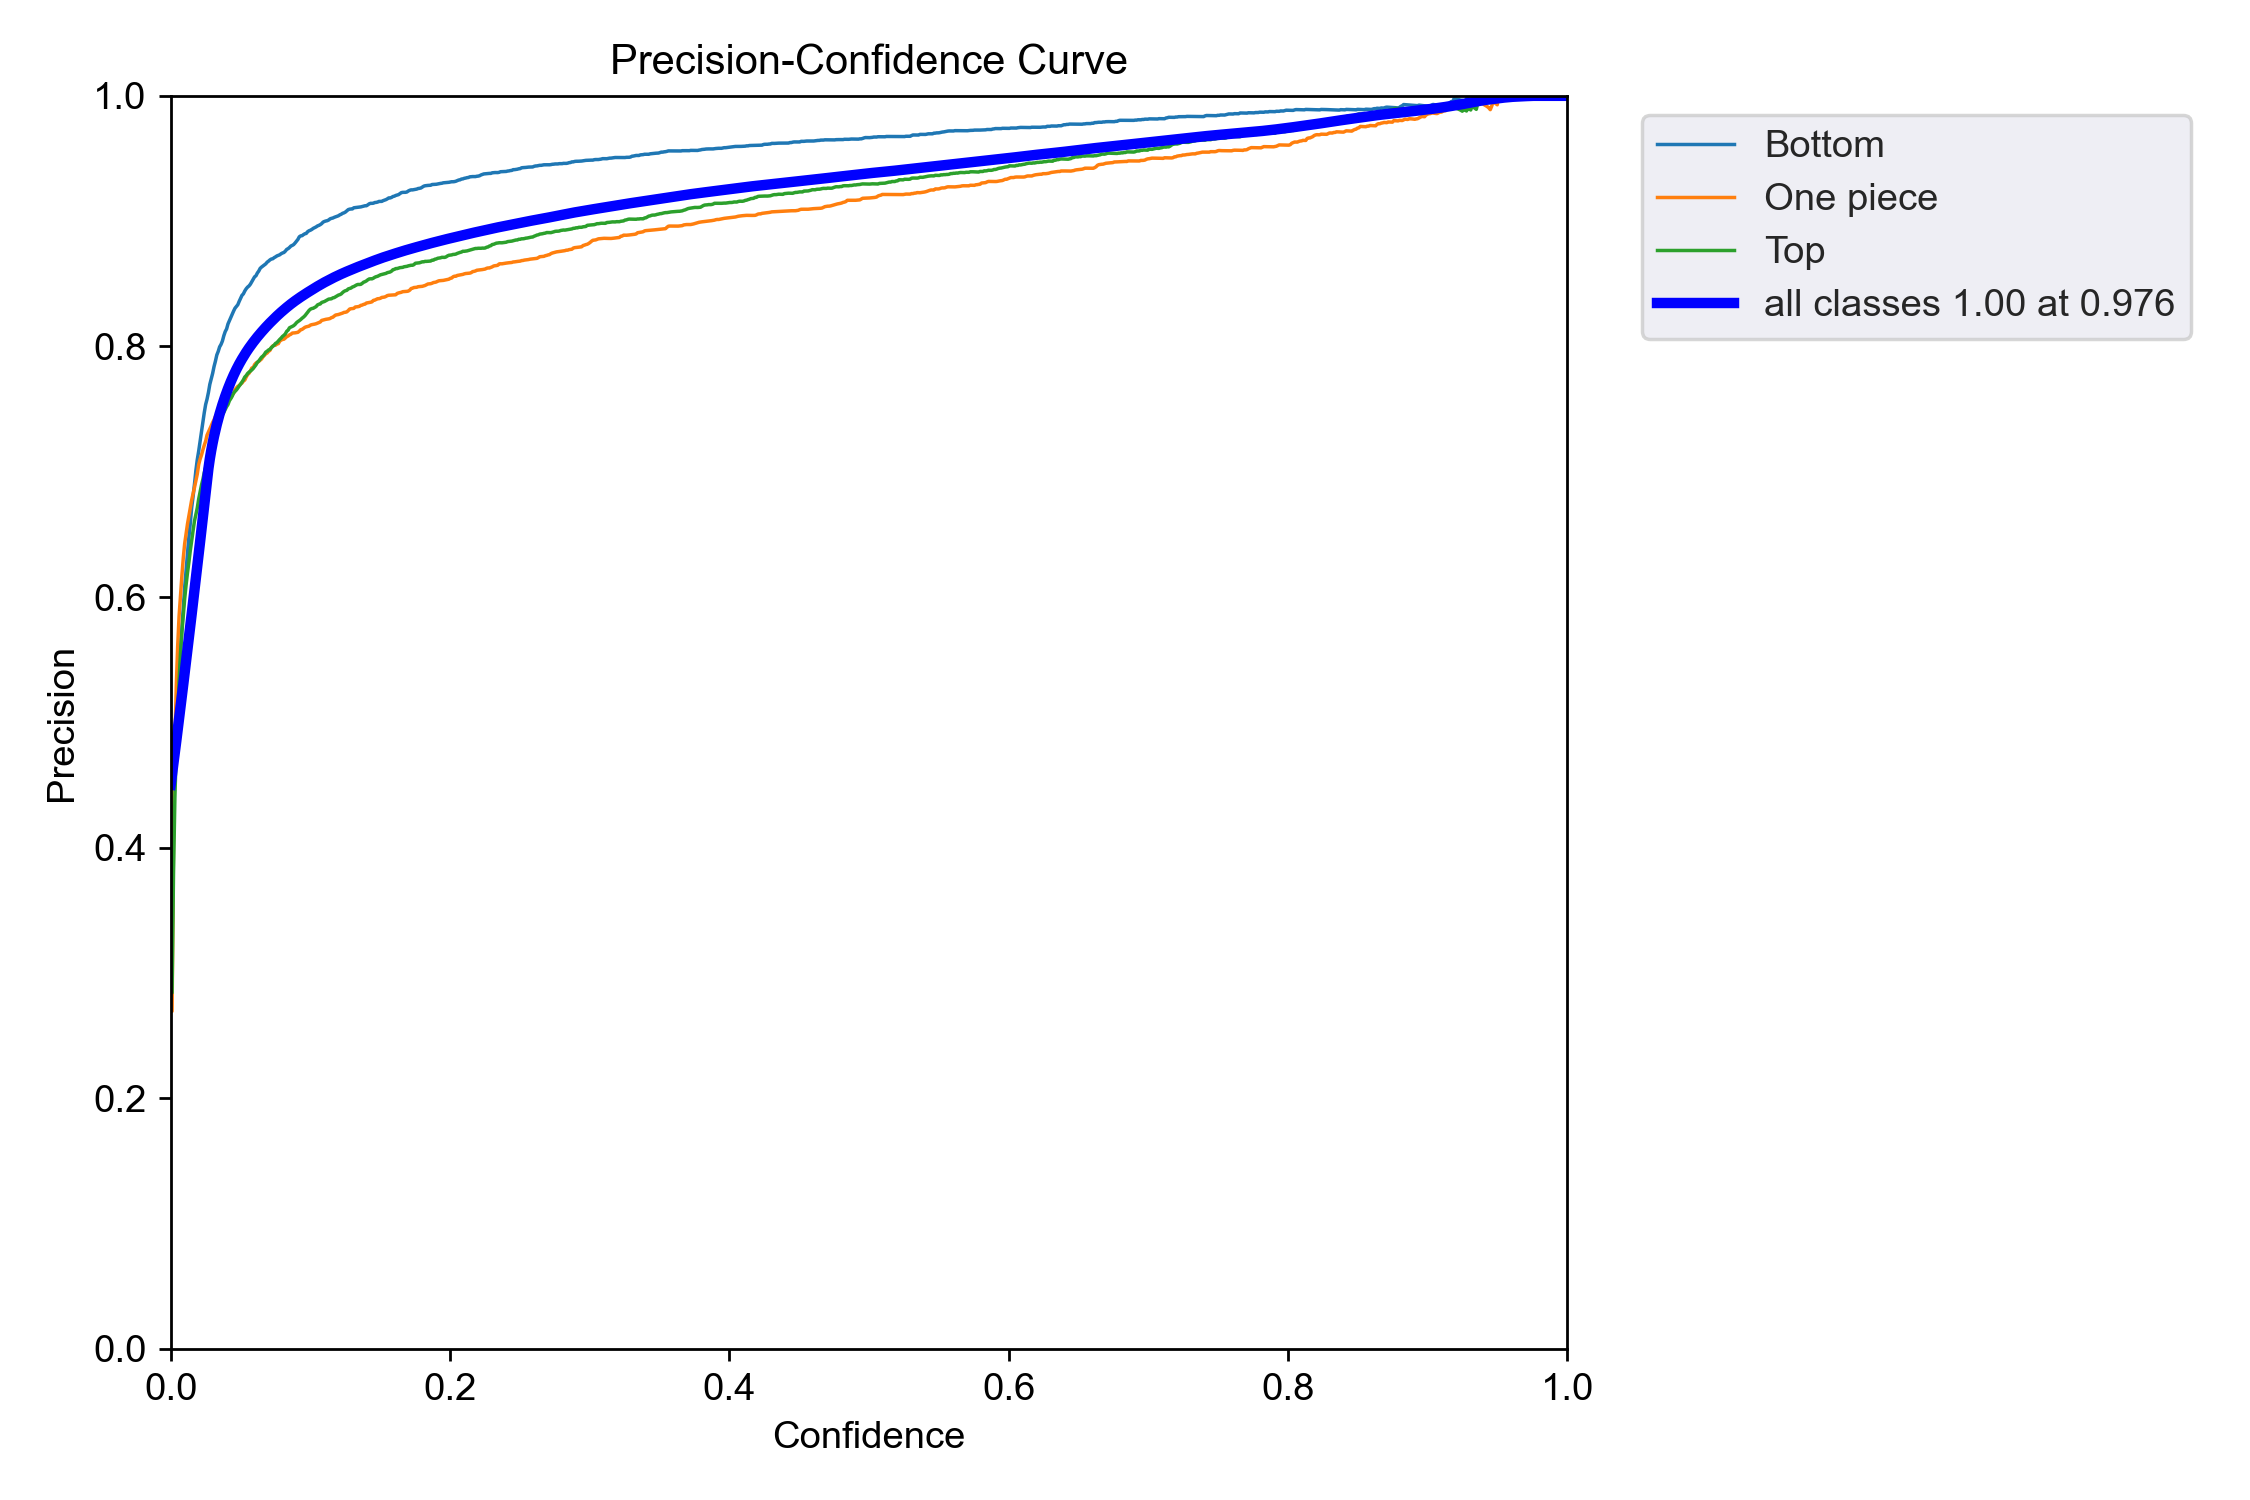 Precision-Confidence Curve
1.0
0.8
0.6
0.4
0.2
0.0
Precision
0.0 0.2 0.4 0.6 0.8 1.0
Confidence
Bottom
One piece
Top
all classes 1.00 at 0.976